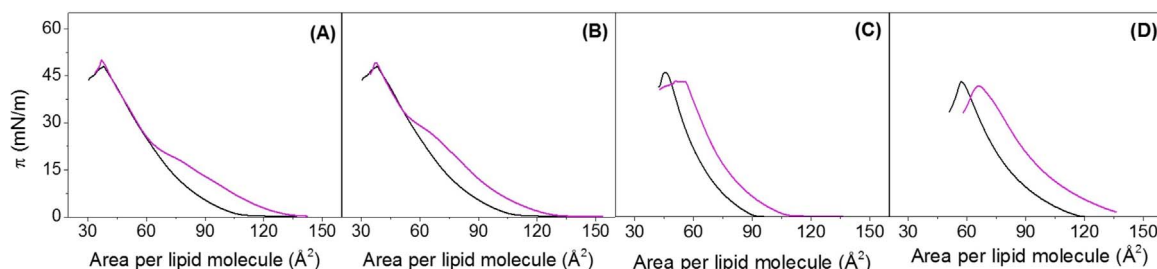 60
45
30
15
0
π (mN/m)
(A)
(B)
(C)
(D)
30 60 90 120 150
30 60 90 120 150
30 60 90 120 150
30 60 90 120 150
Area per lipid molecule (Å²)
Area per lipid molecule (Å²)
Area per lipid molecule (Å²)
Area per lipid molecule (Å²)